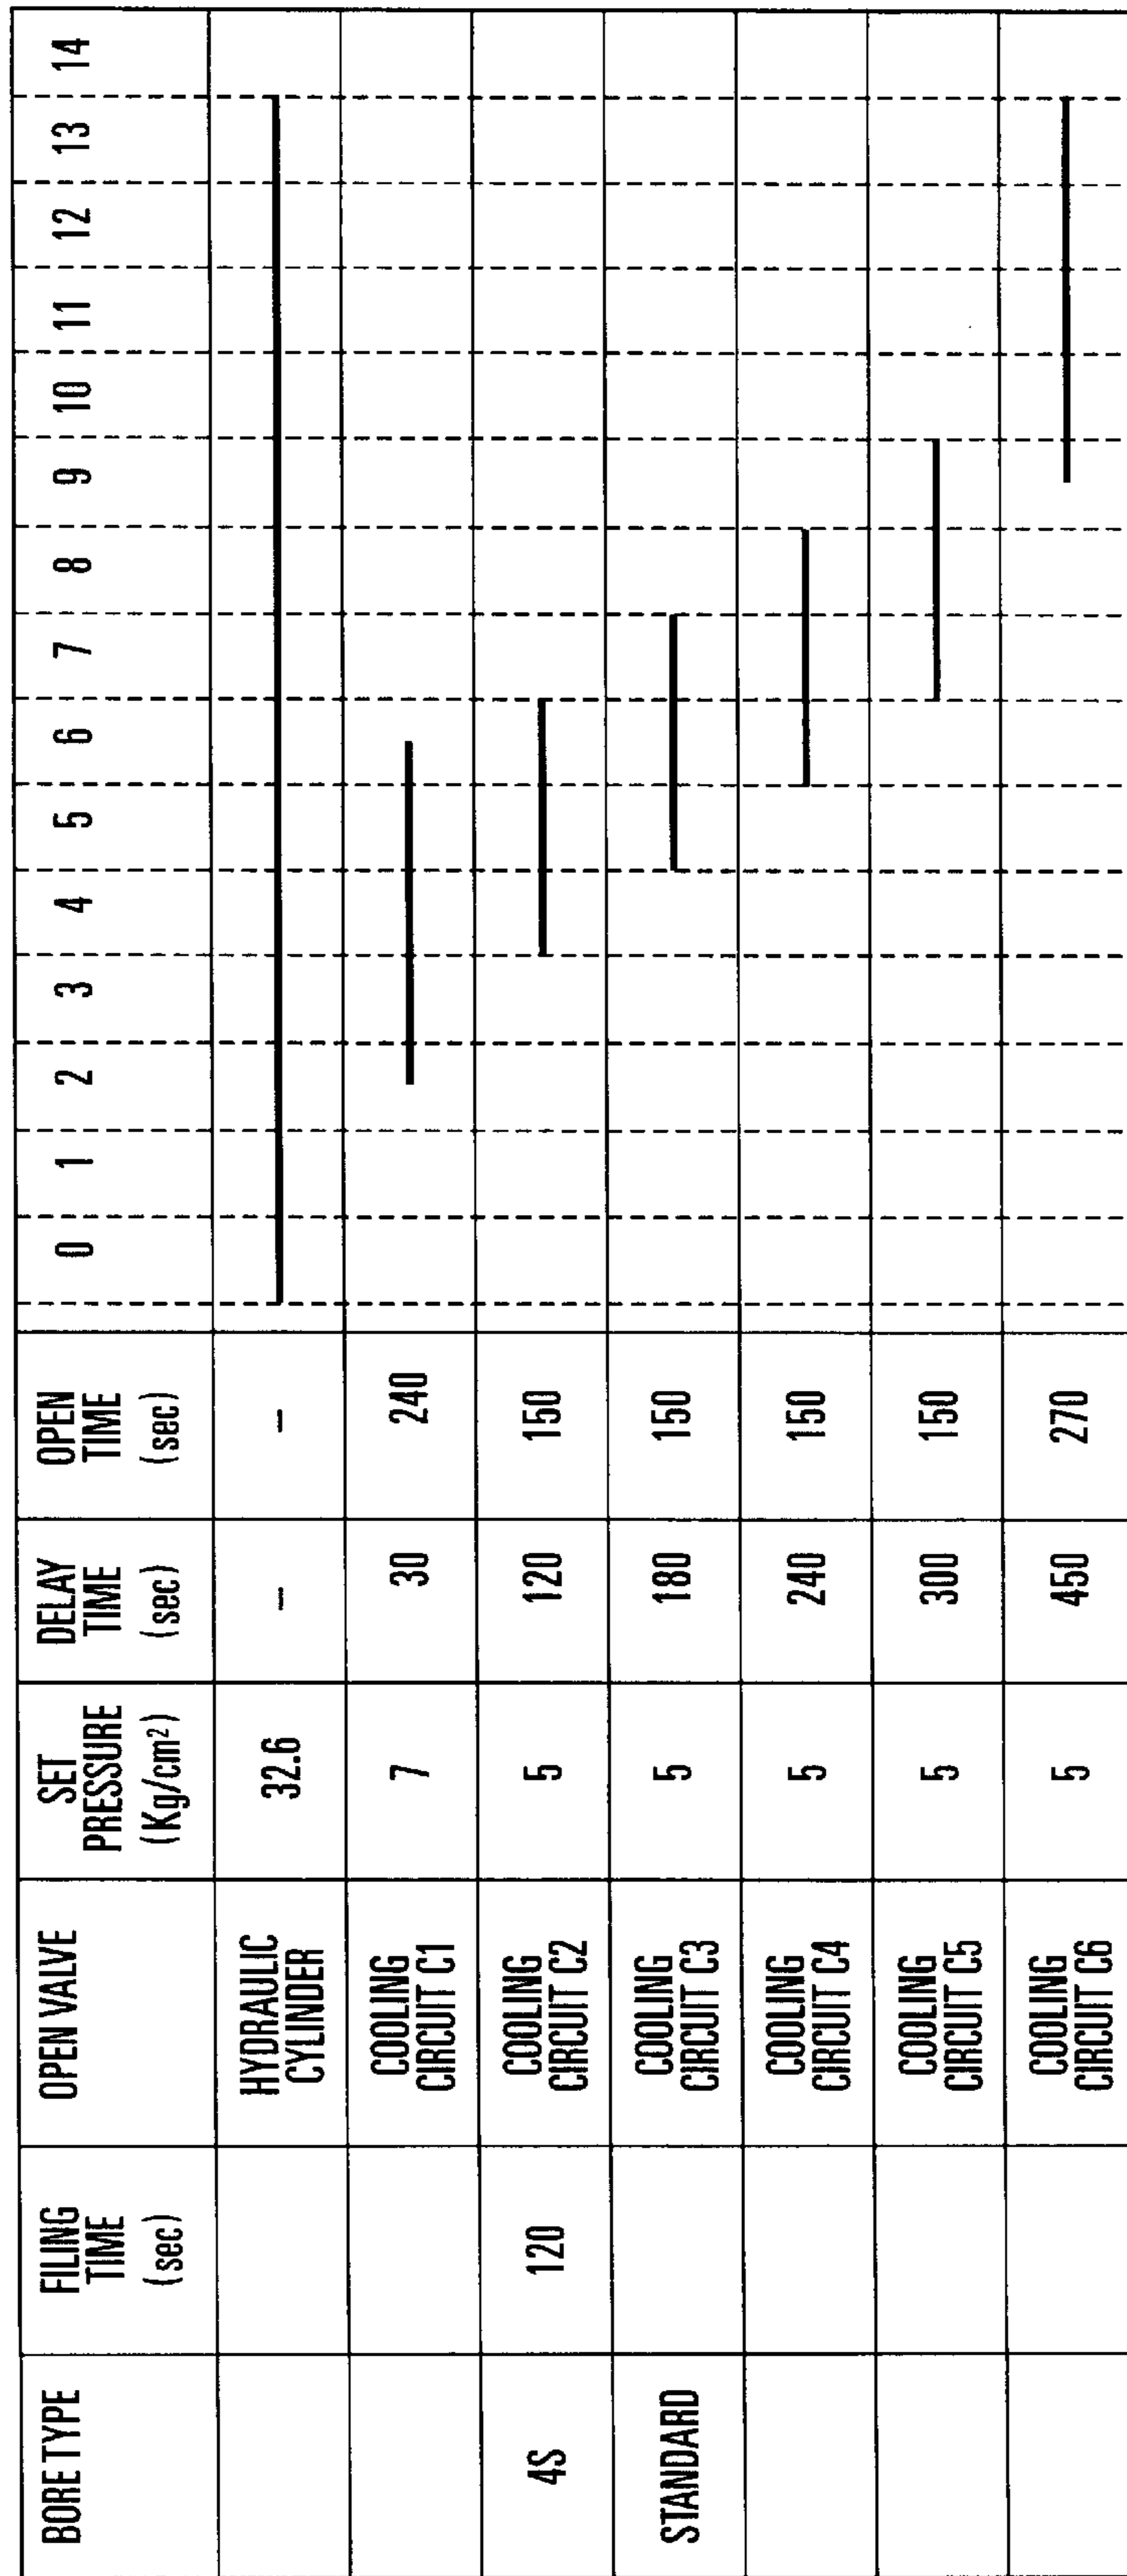 BORE TYPE
FILING
TIME
(sec)
OPEN VALVE
SET
PRESSURE
(Kg/cm²)
DELAY
TIME
(sec)
OPEN
TIME
(sec)
0 1 2 3 4 5 6 7 8 9 10 11 12 13 14
HYDRAULIC
CYLINDER
32.6
–
–
COOLING
CIRCUIT C1
7
30
240
4S
120
COOLING
CIRCUIT C2
5
120
150
STANDARD
COOLING
CIRCUIT C3
5
180
150
COOLING
CIRCUIT C4
5
240
150
COOLING
CIRCUIT C5
5
300
150
COOLING
CIRCUIT C6
5
450
270